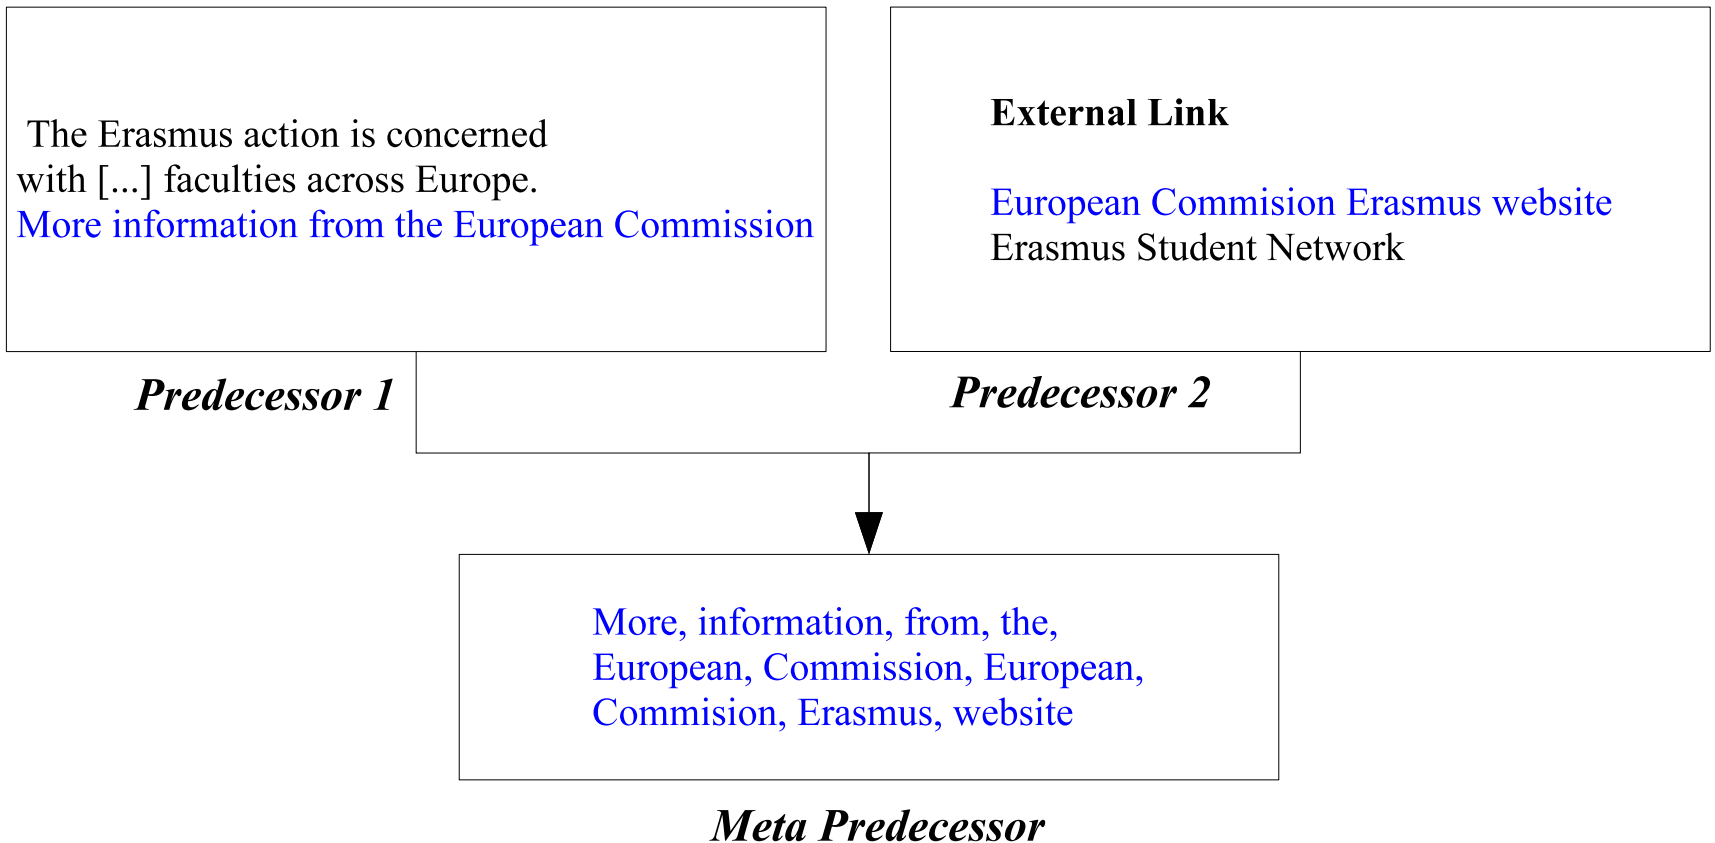 The Erasmus action is concerned
with [...] faculties across Europe.
More information from the European Commission
Predecessor 1
External Link
European Commision Erasmus website
Erasmus Student Network
Predecessor 2
More, information, from, the,
European, Commission, European,
Commision, Erasmus, website
Meta Predecessor